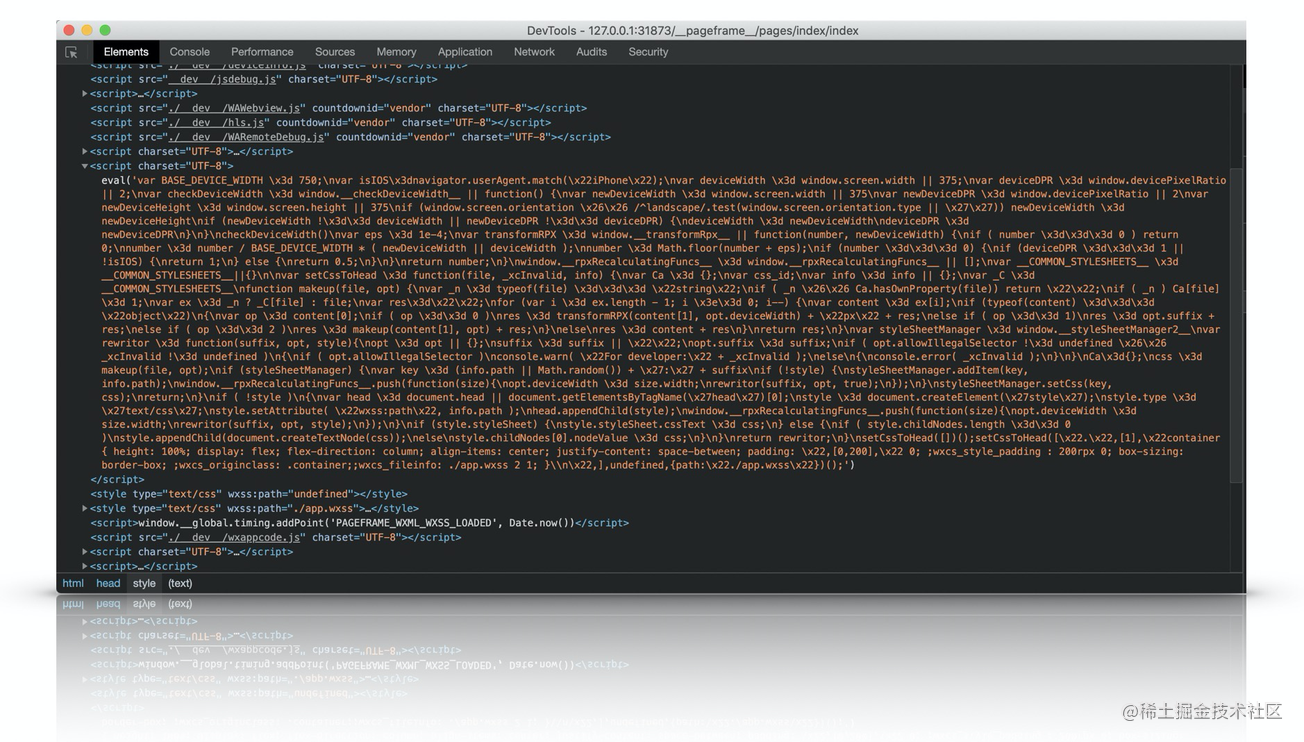 DevTools - 127.0.0.1:31873/__pageframe__/pages/index/index
Elements Console Performance Sources Memory Application Network Audits Security
<script src="./__dev__/deviceinfo.js" charset="UTF-8"></script>
<script src="__dev__/jsdebug.js" charset="UTF-8"></script>
▶<script>…</script>
<script src="./__dev__/WAWebview.js" countdownid="vendor" charset="UTF-8"></script>
<script src="./__dev__/hls.js" countdownid="vendor" charset="UTF-8"></script>
<script src="./__dev__/WARemoteDebug.js" countdownid="vendor" charset="UTF-8"></script>
▶<script charset="UTF-8">…</script>
▼<script charset="UTF-8">
eval('var BASE_DEVICE_WIDTH \x3d 750;\nvar isIOS\x3dnavigator.userAgent.match(\x22iPhone\x22);\nvar deviceWidth \x3d window.screen.width || 375;\nvar deviceDPR \x3d window.devicePixelRatio
|| 2;\nvar checkDeviceWidth \x3d window.__checkDeviceWidth__ || function() {\nvar newDeviceWidth \x3d window.screen.width || 375\nvar newDeviceDPR \x3d window.devicePixelRatio || 2\nvar
newDeviceHeight \x3d window.screen.height || 375\nif (window.screen.orientation \x26\x26 /^landscape/.test(window.screen.orientation.type || \x27\x27)) newDeviceWidth \x3d
newDeviceHeight\nif (newDeviceWidth !\x3d\x3d deviceWidth || newDeviceDPR !\x3d\x3d deviceDPR) {\ndeviceWidth \x3d newDeviceWidth\ndeviceDPR \x3d
newDeviceDPR\n}\n}\ncheckDeviceWidth()\nvar eps \x3d 1e-4;\nvar transformRPX \x3d window.__transformRpx__ || function(number, newDeviceWidth) {\nif ( number \x3d\x3d\x3d 0 ) return
0;\nnumber \x3d number / BASE_DEVICE_WIDTH * ( newDeviceWidth || deviceWidth );\nnumber \x3d Math.floor(number + eps);\nif (number \x3d\x3d\x3d 0) {\nif (deviceDPR \x3d\x3d\x3d 1 ||
!isIOS) {\nreturn 1;\n} else {\nreturn 0.5;\n}\n}\nreturn number;\n}\nwindow.__rpxRecalculatingFuncs__ \x3d window.__rpxRecalculatingFuncs__ || [];\nvar __COMMON_STYLESHEETS__ \x3d
__COMMON_STYLESHEETS__||{}\n\nvar setCssToHead \x3d function(file, _xcInvalid, info) {\nvar Ca \x3d {};\nvar css_id;\nvar info \x3d info || {};\nvar _C \x3d
__COMMON_STYLESHEETS__\nfunction makeup(file, opt) {\nvar _n \x3d typeof(file) \x3d\x3d\x3d \x22string\x22;\nif ( _n \x26\x26 Ca.hasOwnProperty(file)) return \x22\x22;\nif ( _n ) Ca[file]
\x3d 1;\nvar ex \x3d _n ? _C[file] : file;\nvar res\x3d\x22\x22;\nfor (var i \x3d ex.length - 1; i \x3e\x3d 0; i--) {\nvar content \x3d ex[i];\nif (typeof(content) \x3d\x3d\x3d
\x22object\x22)\n{\nvar op \x3d content[0];\nif ( op \x3d\x3d 0 )\nres \x3d transformRPX(content[1], opt.deviceWidth) + \x22px\x22 + res;\nelse if ( op \x3d\x3d 1)\nres \x3d opt.suffix +
res;\nelse if ( op \x3d\x3d 2 )\nres \x3d makeup(content[1], opt) + res;\n}\nelse\nres \x3d content + res\n}\nreturn res;\n}\nvar styleSheetManager \x3d window.__styleSheetManager2__\nvar
rewritor \x3d function(suffix, opt, style){\nopt \x3d opt || {};\nsuffix \x3d suffix || \x22\x22;\nopt.suffix \x3d suffix;\nif ( opt.allowIllegalSelector !\x3d undefined \x26\x26
_xcInvalid !\x3d undefined )\n{\nif ( opt.allowIllegalSelector )\nconsole.warn( \x22For developer:\x22 + _xcInvalid );\nelse\n{\nconsole.error( _xcInvalid );\n}\n}\nCa\x3d{};\ncss \x3d
makeup(file, opt);\nif (styleSheetManager) {\nvar key \x3d (info.path || Math.random()) + \x27:\x27 + suffix\nif (!style) {\nstyleSheetManager.addItem(key,
info.path);\nwindow.__rpxRecalculatingFuncs__.push(function(size){\nopt.deviceWidth \x3d size.width;\nrewritor(suffix, opt, true);\n});\n}\nstyleSheetManager.setCss(key,
css);\nreturn;\n}\nif ( !style )\n{\nvar head \x3d document.head || document.getElementsByTagName(\x27head\x27)[0];\nstyle \x3d document.createElement(\x27style\x27);\nstyle.type \x3d
\x27text/css\x27;\nstyle.setAttribute( \x22wxss:path\x22, info.path );\nhead.appendChild(style);\nwindow.__rpxRecalculatingFuncs__.push(function(size){\nopt.deviceWidth \x3d
size.width;\nrewritor(suffix, opt, style);\n});\n}\nif (style.styleSheet) {\nstyle.styleSheet.cssText \x3d css;\n} else {\nif ( style.childNodes.length \x3d\x3d 0
)\nstyle.appendChild(document.createTextNode(css));\nelse\nstyle.childNodes[0].nodeValue \x3d css;\n}\n}\nreturn rewritor;\n}\nsetCssToHead([])();setCssToHead([\x22.\x22,[1],\x22container
{ height: 100%; display: flex; flex-direction: column; align-items: center; justify-content: space-between; padding: \x22,[0,200],\x22 0; ;wxcs_style_padding : 200rpx 0; box-sizing:
border-box; ;wxcs_originclass: .container;;wxcs_fileinfo: ./app.wxss 2 1; }\\n\x22,],undefined,{path:\x22./app.wxss\x22})();')
</script>
<style type="text/css" wxss:path="undefined"></style>
▶<style type="text/css" wxss:path="./app.wxss">…</style>
<script>window.__global.timing.addPoint('PAGEFRAME_WXML_WXSS_LOADED', Date.now())</script>
<script src="./__dev__/wxappcode.js" charset="UTF-8"></script>
▶<script charset="UTF-8">…</script>
▶<script>…</script>
html head style (text)
@稀土掘金技术社区